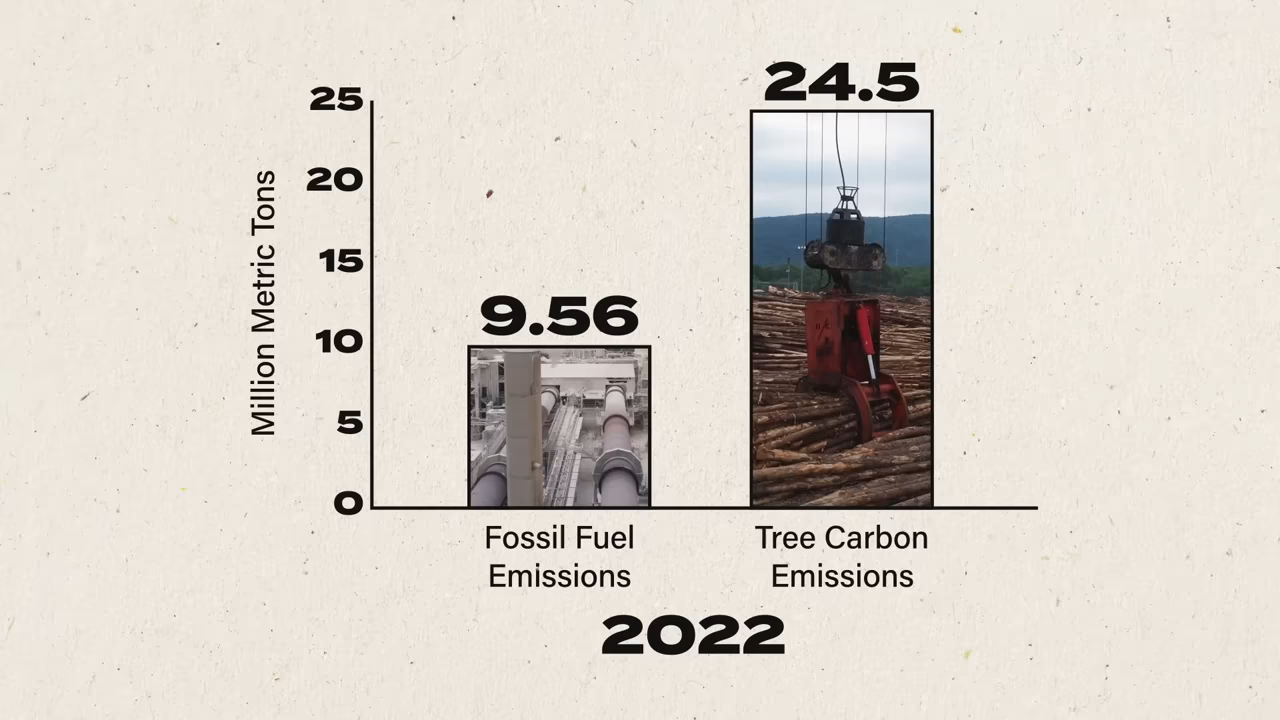 25
20
15
10
5
0
Million Metric Tons
9.56
24.5
Fossil Fuel
Emissions
Tree Carbon
Emissions
2022